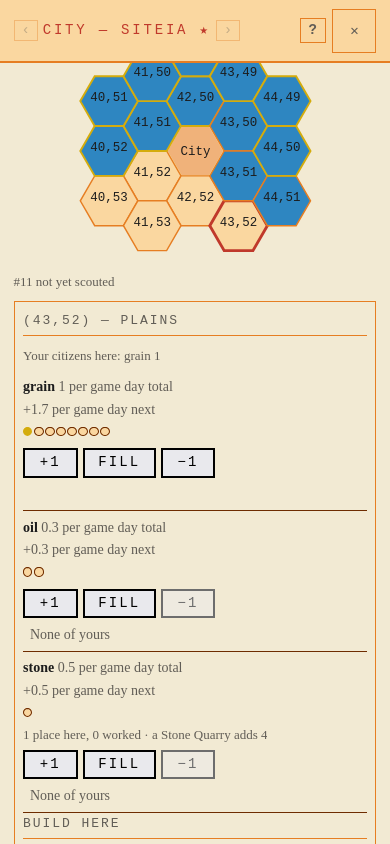 ‹ CITY — SITEIA ★ › ? ×
41,50 43,49
40,51 42,50 44,49
41,51 43,50
40,52 City 44,50
41,52 43,51
40,53 42,52 44,51
41,53 43,52
#11 not yet scouted
(43,52) — PLAINS
Your citizens here: grain 1
grain 1 per game day total
+1.7 per game day next
+1 FILL −1
oil 0.3 per game day total
+0.3 per game day next
+1 FILL −1
None of yours
stone 0.5 per game day total
+0.5 per game day next
1 place here, 0 worked · a Stone Quarry adds 4
+1 FILL −1
None of yours
BUILD HERE